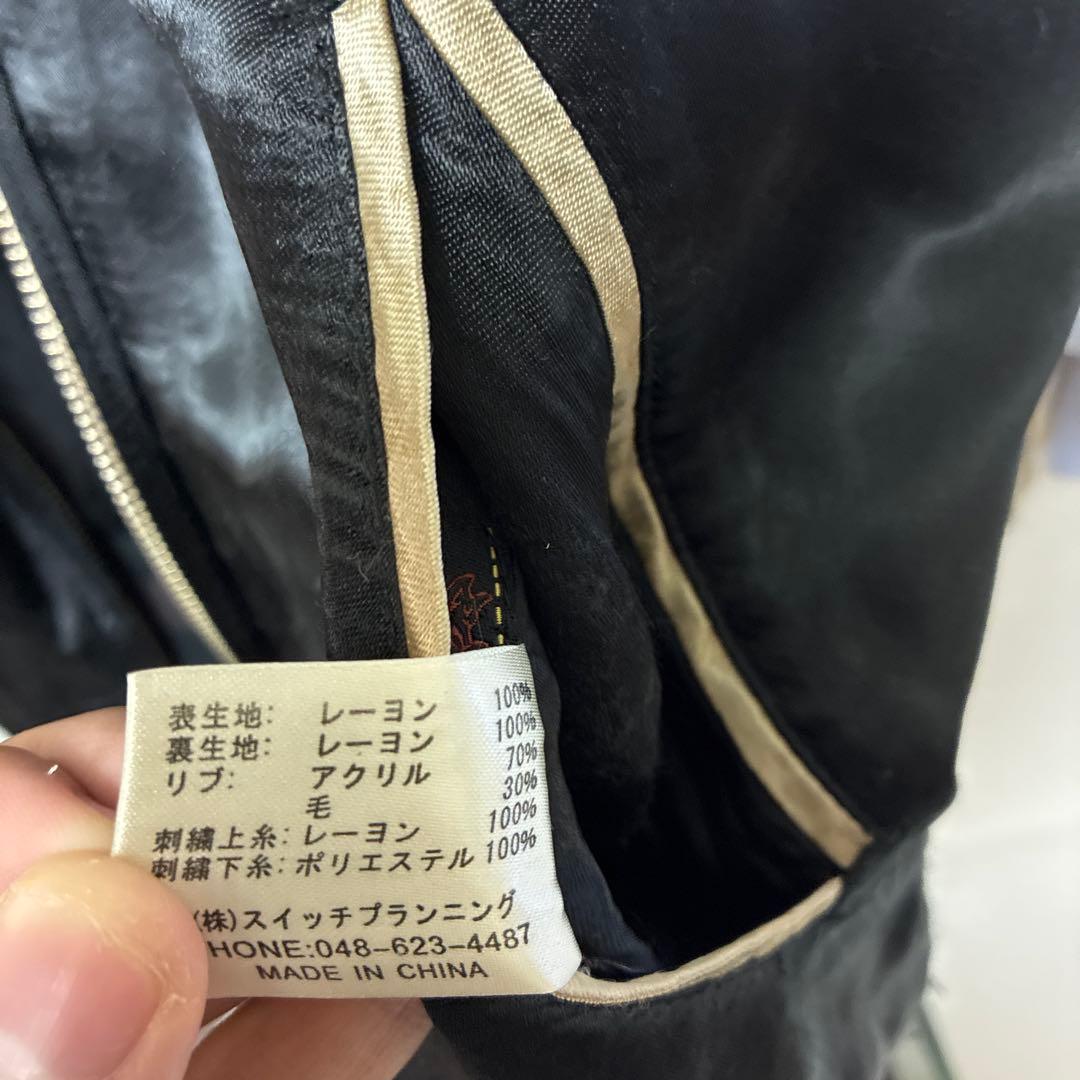 表生地: レーヨン 100%
裏生地: レーヨン 100%
リブ: アクリル 70%
毛 30%
刺繍上糸: レーヨン 100%
刺繍下糸: ポリエステル 100%
(株)スイッチプランニング
HONE:048-623-4487
MADE IN CHINA